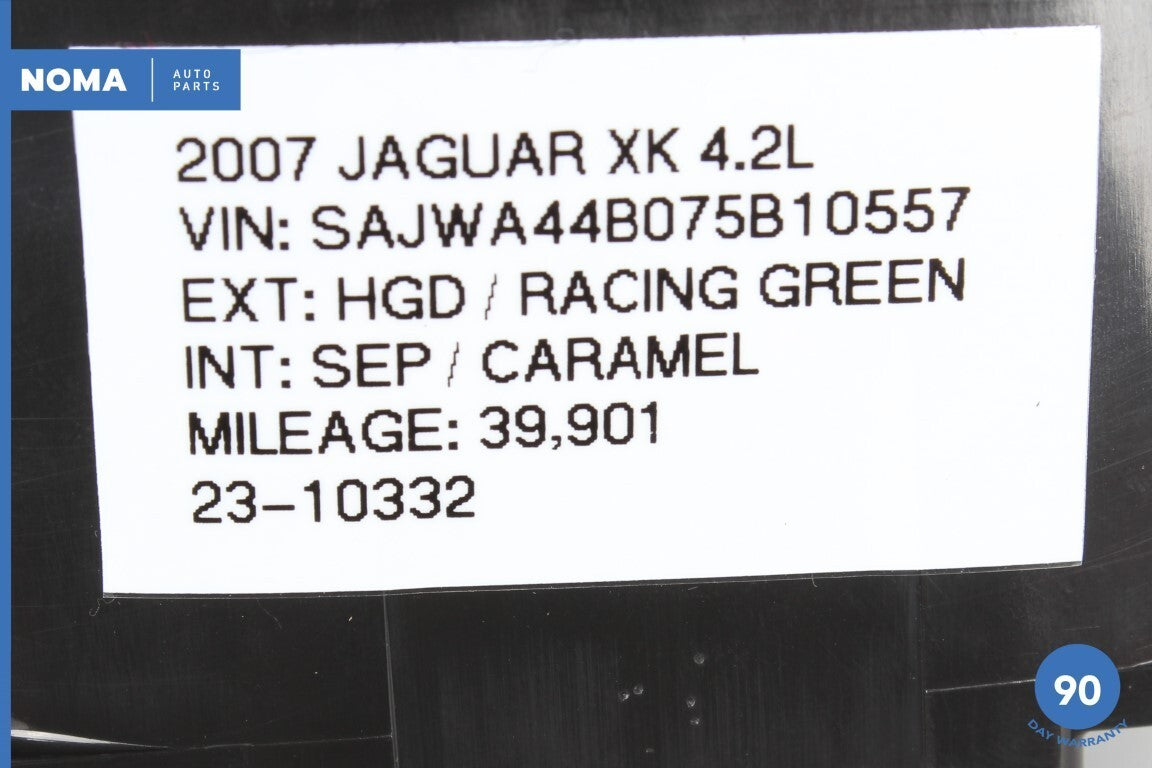 NOMA
AUTO
PARTS
2007 JAGUAR XK 4.2L
VIN: SAJWA44B075B10557
EXT: HGD / RACING GREEN
INT: SEP / CARAMEL
MILEAGE: 39,901
23-10332
90
DAY WARRANTY